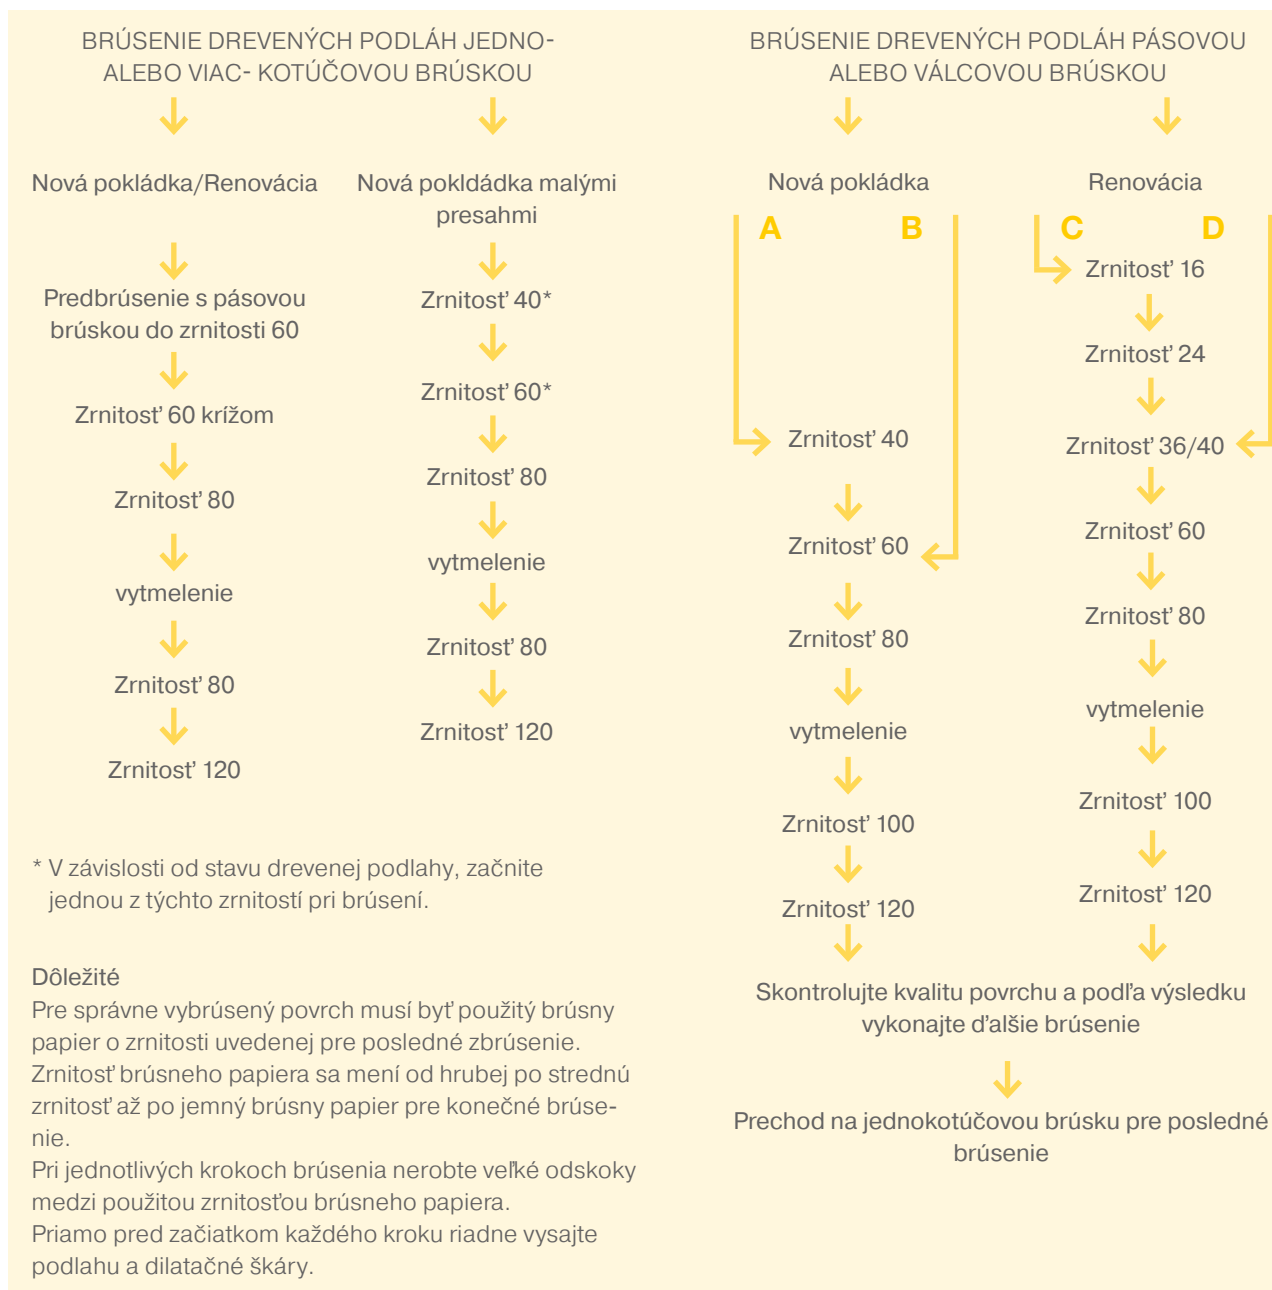 BRÚSENIE DREVENÝCH PODLÁH JEDNO-
ALEBO VIAC- KOTÚČOVOU BRÚSKOU
Nová pokládka/Renovácia
Predbrúsenie s pásovou
brúskou do zrnitosti 60
Zrnitosť 60 krížom
Zrnitosť 80
vytmelenie
Zrnitosť 80
Zrnitosť 120
Nová pokldádka malými
presahmi
Zrnitosť 40*
Zrnitosť 60*
Zrnitosť 80
vytmelenie
Zrnitosť 80
Zrnitosť 120
* V závislosti od stavu drevenej podlahy, začnite
jednou z týchto zrnitostí pri brúsení.
Dôležité
Pre správne vybrúsený povrch musí byť použitý brúsny
papier o zrnitosti uvedenej pre posledné zbrúsenie.
Zrnitosť brúsneho papiera sa mení od hrubej po strednú
zrnitosť až po jemný brúsny papier pre konečné brúse-
nie.
Pri jednotlivých krokoch brúsenia nerobte veľké odskoky
medzi použitou zrnitosťou brúsneho papiera.
Priamo pred začiatkom každého kroku riadne vysajte
podlahu a dilatačné škáry.
BRÚSENIE DREVENÝCH PODLÁH PÁSOVOU
ALEBO VÁLCOVOU BRÚSKOU
Nová pokládka
A B
Zrnitosť 40
Zrnitosť 60
Zrnitosť 80
vytmelenie
Zrnitosť 100
Zrnitosť 120
Renovácia
C D
Zrnitosť 16
Zrnitosť 24
Zrnitosť 36/40
Zrnitosť 60
Zrnitosť 80
vytmelenie
Zrnitosť 100
Zrnitosť 120
Skontrolujte kvalitu povrchu a podľa výsledku
vykonajte ďalšie brúsenie
Prechod na jednokotúčovou brúsku pre posledné
brúsenie